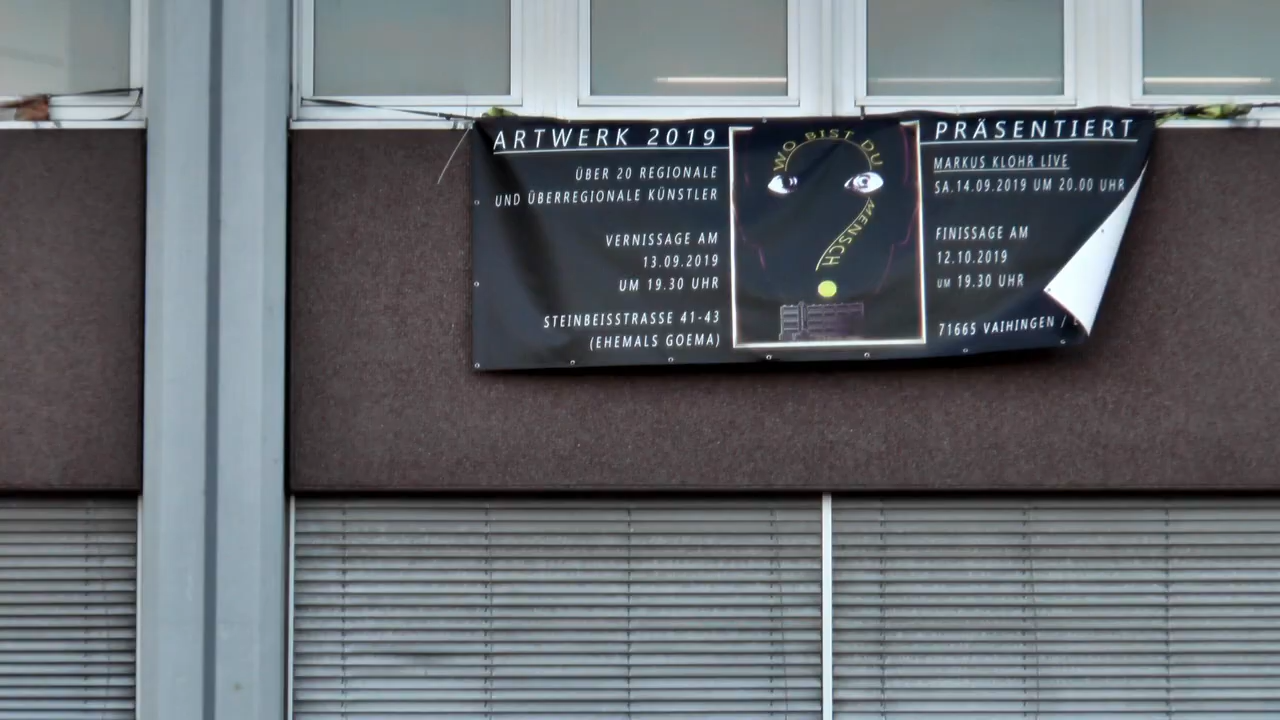 ARTWERK 2019
ÜBER 20 REGIONALE
UND ÜBERREGIONALE KÜNSTLER
VERNISSAGE AM
13.09.2019
UM 19.30 UHR
STEINBEISSTRASSE 41-43
(EHEMALS GOEMA)
WO BIST DU
MENSCH
PRÄSENTIERT
MARKUS KLOHR LIVE
SA.14.09.2019 UM 20.00 UHR
FINISSAGE AM
12.10.2019
UM 19.30 UHR
71665 VAIHINGEN /